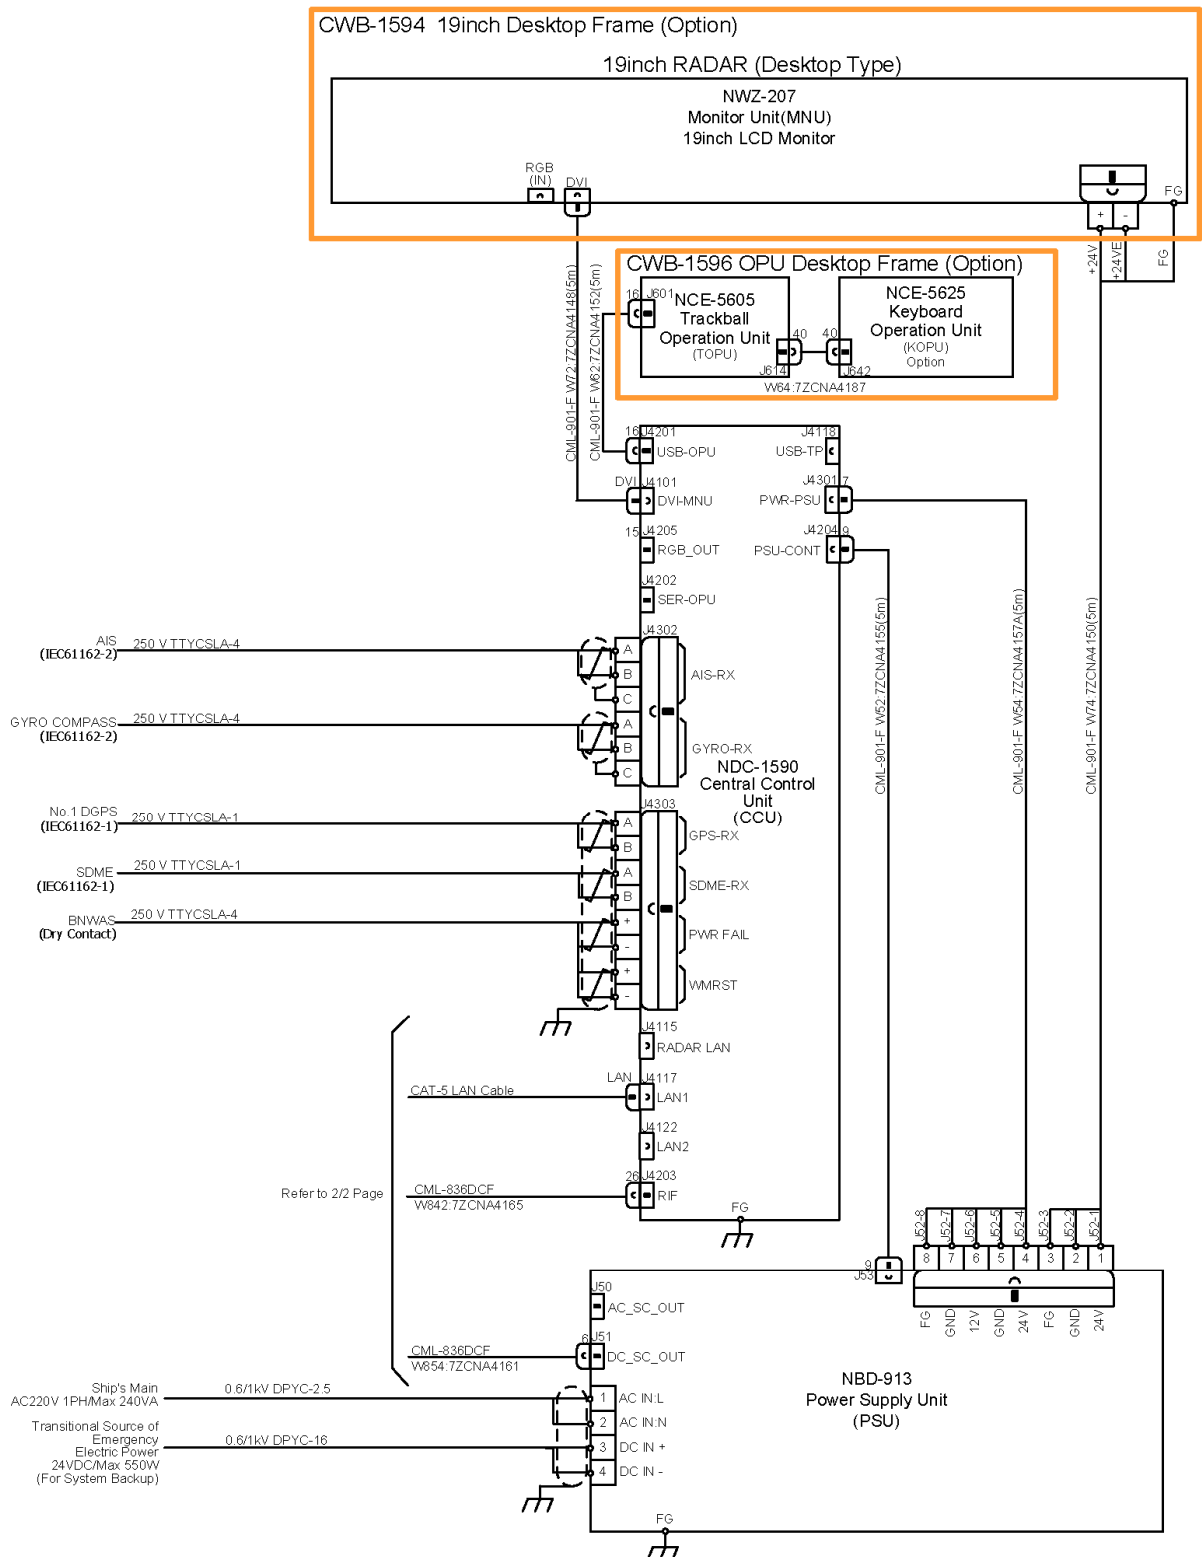 CWB-1594 19inch Desktop Frame (Option)
19inch RADAR (Desktop Type)
NWZ-207
Monitor Unit(MNU)
19inch LCD Monitor
RGB
(IN)
DVI
FG
+ -
+24V
+24VE
FG
CML-901-F W72:7ZCNA4148(5m)
CML-901-F W62:7ZCNA4152(5m)
CWB-1596 OPU Desktop Frame (Option)
16 J601
NCE-5605
Trackball
Operation Unit
(TOPU)
40
J614
NCE-5625
Keyboard
Operation Unit
(KOPU)
Option
40
J642
W64:7ZCNA4187
16 J4201
USB-OPU
J4118
USB-TP
DVI J4101
DVI-MNU
J4301 7
PWR-PSU
15 J4205
RGB_OUT
J4204 9
PSU-CONT
J4202
SER-OPU
CML-901-F W52:7ZCNA4155(5m)
CML-901-F W54:7ZCNA4157A(5m)
CML-901-F W74:7ZCNA4150(5m)
AIS
(IEC61162-2)
250 V TTYCSLA-4
J4302
A
B
C
AIS-RX
GYRO COMPASS
(IEC61162-2)
250 V TTYCSLA-4
A
B
C
GYRO-RX
NDC-1590
Central Control
Unit
(CCU)
No.1 DGPS
(IEC61162-1)
250 V TTYCSLA-1
J4303
A
B
GPS-RX
SDME
(IEC61162-1)
250 V TTYCSLA-1
A
B
SDME-RX
BNWAS
(Dry Contact)
250 V TTYCSLA-4
+
-
PWR FAIL
+
-
WMRST
J4115
RADAR LAN
CAT-5 LAN Cable
LAN J4117
LAN1
J4122
LAN2
Refer to 2/2 Page
CML-836DCF
W842:7ZCNA4165
26 J4203
RIF
FG
J52-8
J52-7
J52-6
J52-5
J52-4
J52-3
J52-2
J52-1
8 7 6 5 4 3 2 1
FG
GND
12V
GND
24V
FG
GND
24V
9
J53
J50
AC_SC_OUT
CML-836DCF
W854:7ZCNA4161
6 J51
DC_SC_OUT
NBD-913
Power Supply Unit
(PSU)
Ship's Main
AC220V 1PH/Max 240VA
0.6/1kV DPYC-2.5
1 AC IN:L
2 AC IN:N
Transitional Source of
Emergency
Electric Power
24VDC/Max 550W
(For System Backup)
0.6/1kV DPYC-16
3 DC IN +
4 DC IN -
FG